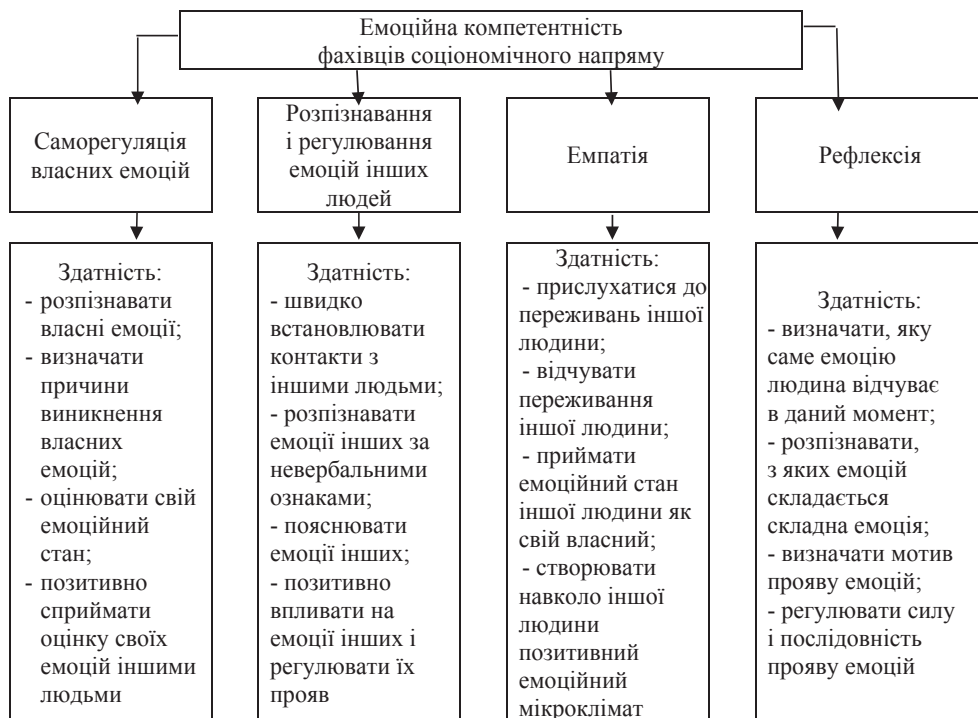 Емоційна компетентність
фахівців соціономічного напряму
Саморегуляція
власних емоцій
Розпізнавання
і регулювання
емоцій інших
людей
Емпатія
Рефлексія
Здатність:
- розпізнавати
власні емоції;
- визначати
причини
виникнення
власних
емоцій;
- оцінювати свій
емоційний
стан;
- позитивно
сприймати
оцінку своїх
емоцій іншими
людьми
Здатність:
- швидко
встановлювати
контакти з
іншими людьми;
- розпізнавати
емоції інших за
невербальними
ознаками;
- пояснювати
емоції інших;
- позитивно
впливати на
емоції інших і
регулювати їх
прояв
Здатність:
- прислухатися до
переживань іншої
людини;
- відчувати
переживання
іншої людини;
- приймати
емоційний стан
іншої людини як
свій власний;
- створювати
навколо іншої
людини
позитивний
емоційний
мікроклімат
Здатність:
- визначати, яку
саме емоцію
людина відчуває
в даний момент;
- розпізнавати,
з яких емоцій
складається
складна емоція;
- визначати мотив
прояву емоцій;
- регулювати силу
і послідовність
прояву емоцій